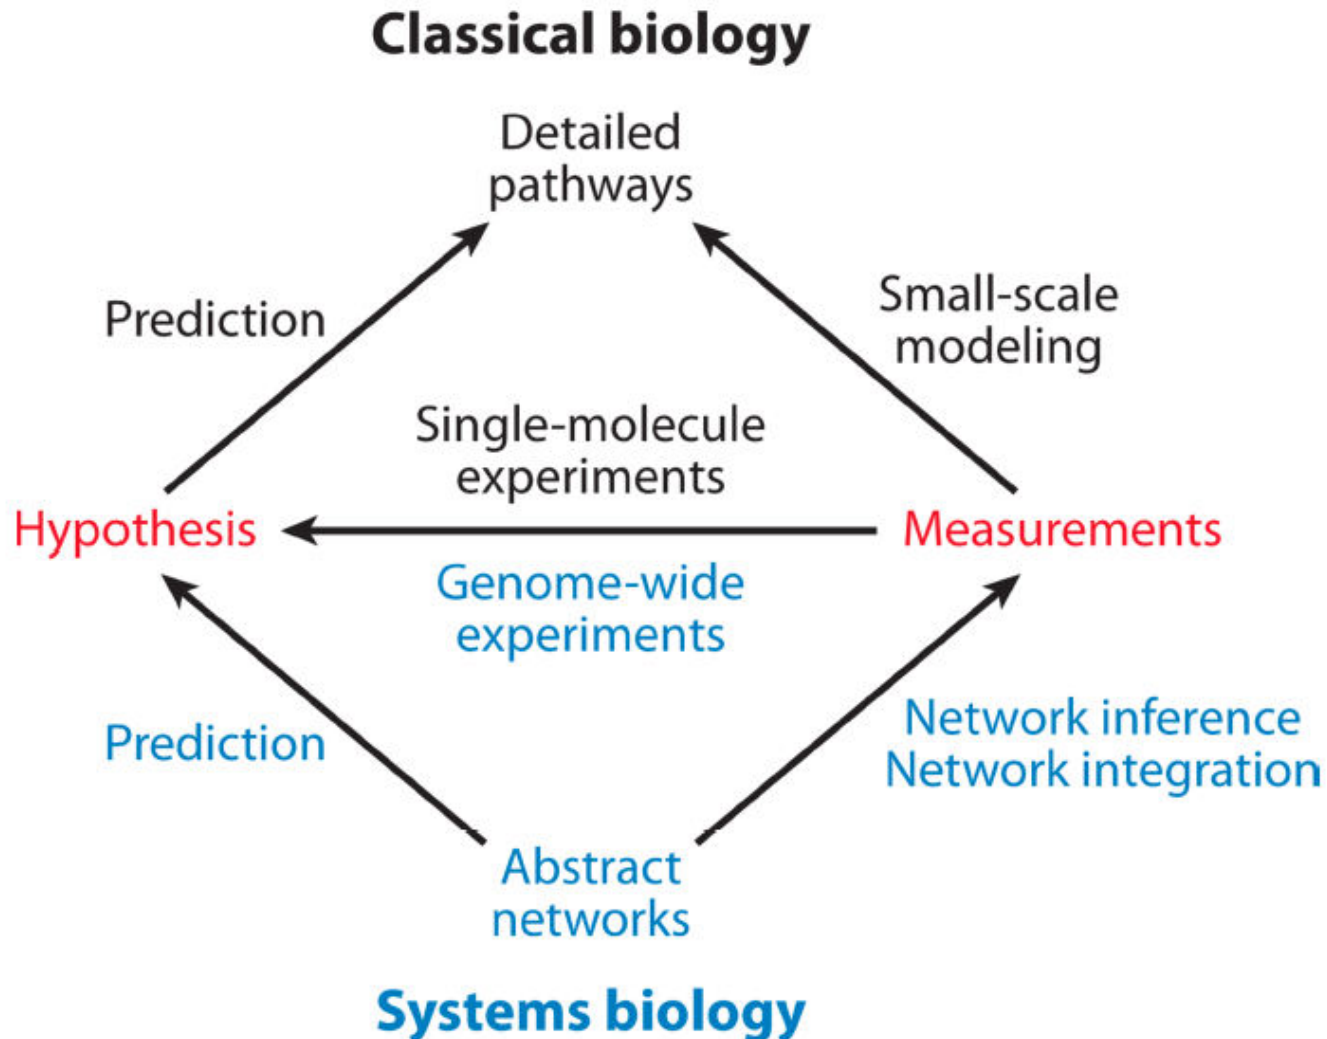 Classical biology
Detailed
pathways
Prediction
Small-scale
modeling
Single-molecule
experiments
Hypothesis
Measurements
Genome-wide
experiments
Prediction
Network inference
Network integration
Abstract
networks
Systems biology